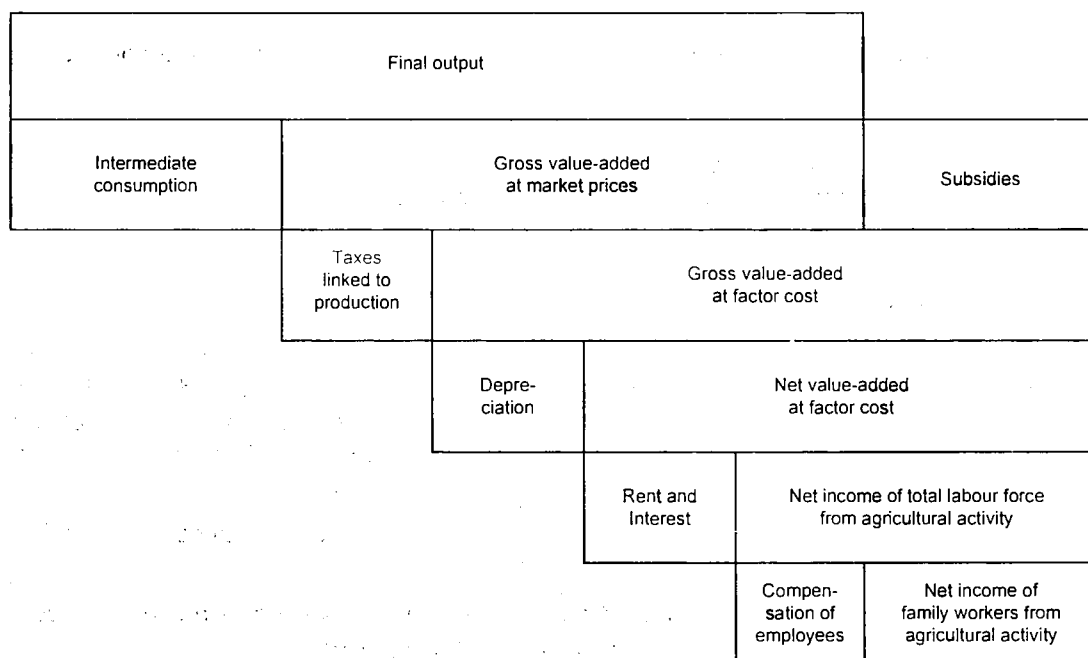 Final output
Intermediate
consumption
Gross value-added
at market prices
Subsidies
Taxes
linked to
production
Gross value-added
at factor cost
Depre-
ciation
Net value-added
at factor cost
Rent and
Interest
Net income of total labour force
from agricultural activity
Compen-
sation of
employees
Net income of
family workers from
agricultural activity